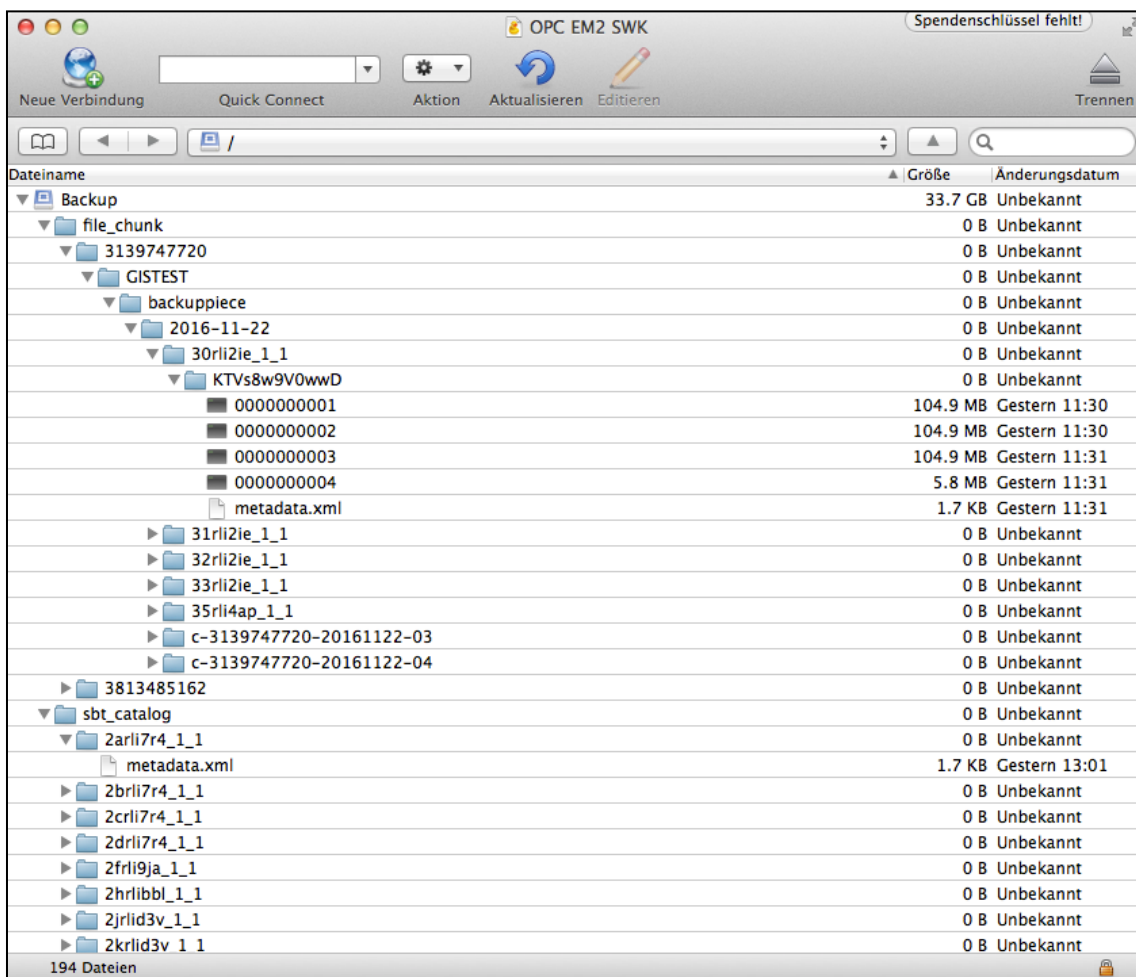 OPC EM2 SWK Spendenschlüssel fehlt!
Neue Verbindung Quick Connect Aktion Aktualisieren Editieren Trennen
/
Dateiname Größe Änderungsdatum
Backup 33.7 GB Unbekannt
file_chunk 0 B Unbekannt
3139747720 0 B Unbekannt
GISTEST 0 B Unbekannt
backuppiece 0 B Unbekannt
2016-11-22 0 B Unbekannt
30rli2ie_1_1 0 B Unbekannt
KTVs8w9V0wwD 0 B Unbekannt
0000000001 104.9 MB Gestern 11:30
0000000002 104.9 MB Gestern 11:30
0000000003 104.9 MB Gestern 11:31
0000000004 5.8 MB Gestern 11:31
metadata.xml 1.7 KB Gestern 11:31
31rli2ie_1_1 0 B Unbekannt
32rli2ie_1_1 0 B Unbekannt
33rli2ie_1_1 0 B Unbekannt
35rli4ap_1_1 0 B Unbekannt
c-3139747720-20161122-03 0 B Unbekannt
c-3139747720-20161122-04 0 B Unbekannt
3813485162 0 B Unbekannt
sbt_catalog 0 B Unbekannt
2arli7r4_1_1 0 B Unbekannt
metadata.xml 1.7 KB Gestern 13:01
2brli7r4_1_1 0 B Unbekannt
2crli7r4_1_1 0 B Unbekannt
2drli7r4_1_1 0 B Unbekannt
2frli9ja_1_1 0 B Unbekannt
2hrlibbl_1_1 0 B Unbekannt
2jrlid3v_1_1 0 B Unbekannt
2krlid3v_1_1 0 B Unbekannt
194 Dateien